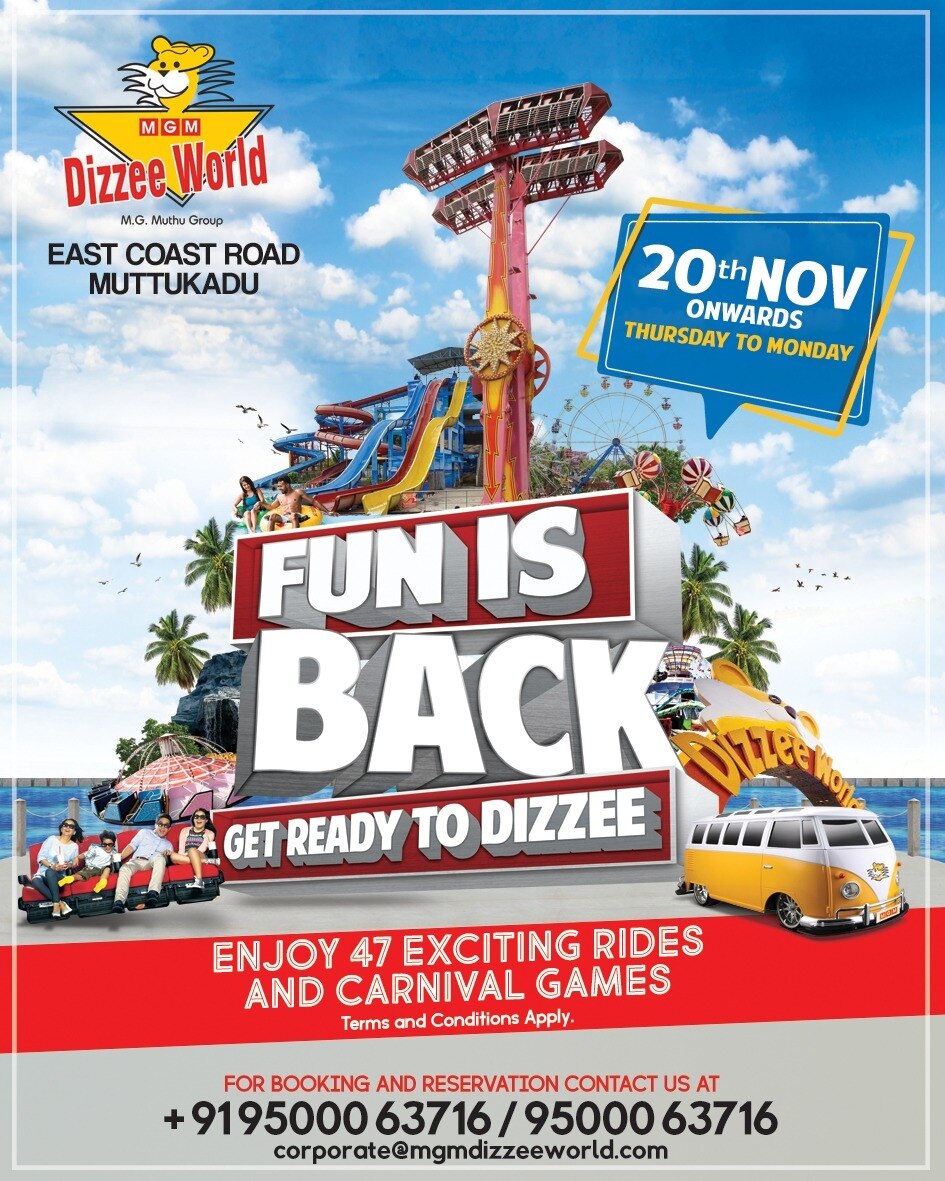 MGM
Dizzee World
M.G. Muthu Group
EAST COAST ROAD
MUTTUKADU
20th NOV
ONWARDS
THURSDAY TO MONDAY
FUN IS
BACK
GET READY TO DIZZEE
Dizzee World
MGM
ENJOY 47 EXCITING RIDES
AND CARNIVAL GAMES
Terms and Conditions Apply.
FOR BOOKING AND RESERVATION CONTACT US AT
+91 95000 63716 / 95000 63716
corporate@mgmdizzeeworld.com